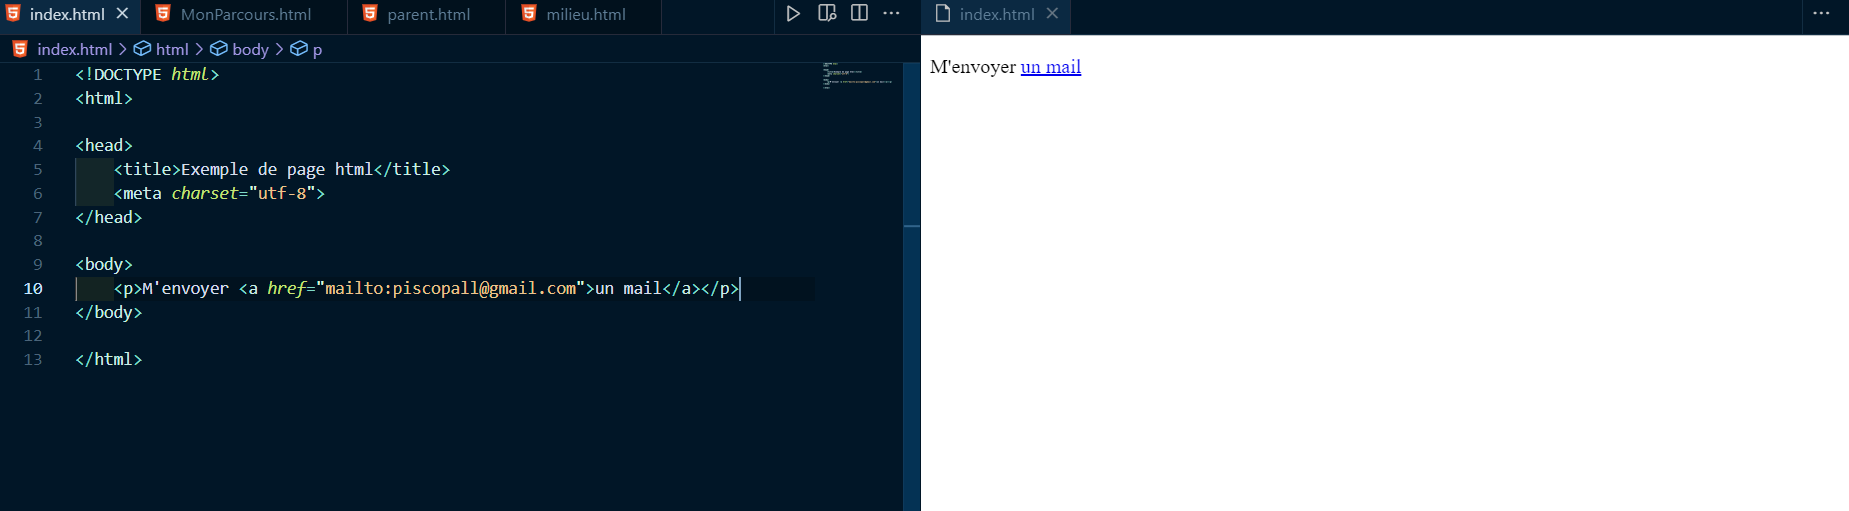 index.html
MonParcours.html
parent.html
milieu.html
index.html > html > body > p
1 <!DOCTYPE html>
2 <html>
3
4 <head>
5 <title>Exemple de page html</title>
6 <meta charset="utf-8">
7 </head>
8
9 <body>
10 <p>M'envoyer <a href="mailto:piscopall@gmail.com">un mail</a></p>
11 </body>
12
13 </html>
index.html
M'envoyer un mail